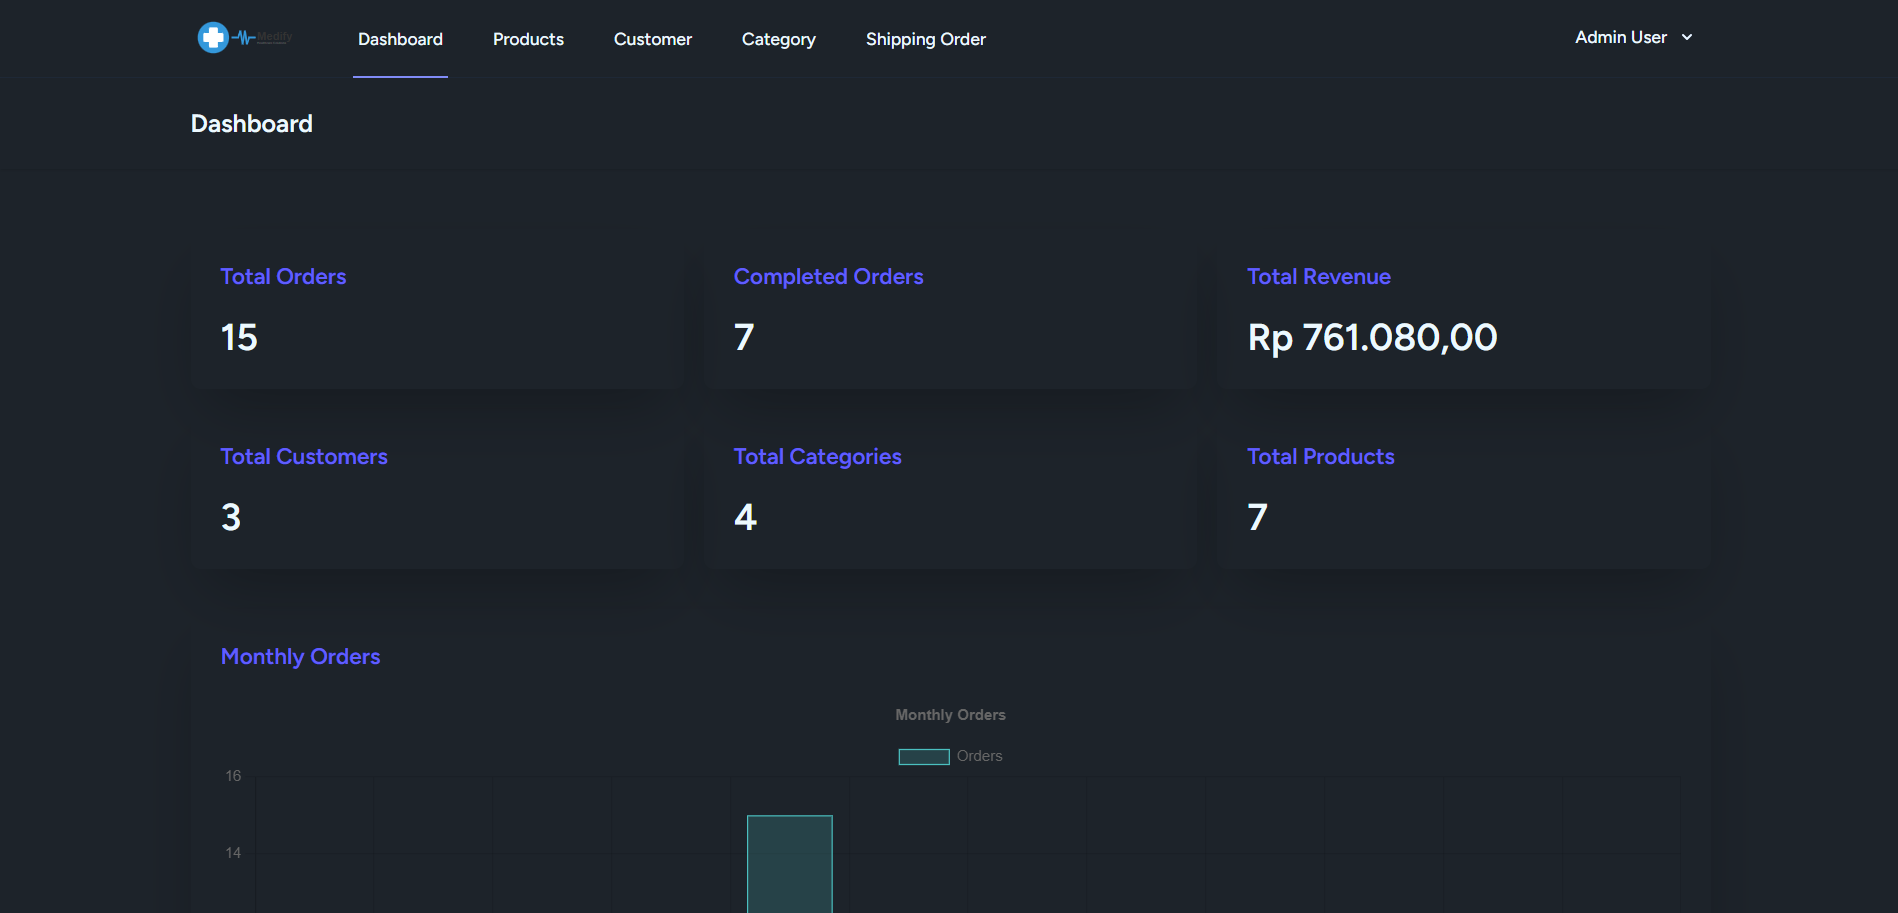 Medify
Dashboard Products Customer Category Shipping Order Admin User
Dashboard
Total Orders Completed Orders Total Revenue
15 7 Rp 761.080,00
Total Customers Total Categories Total Products
3 4 7
Monthly Orders
Monthly Orders
Orders
16
14